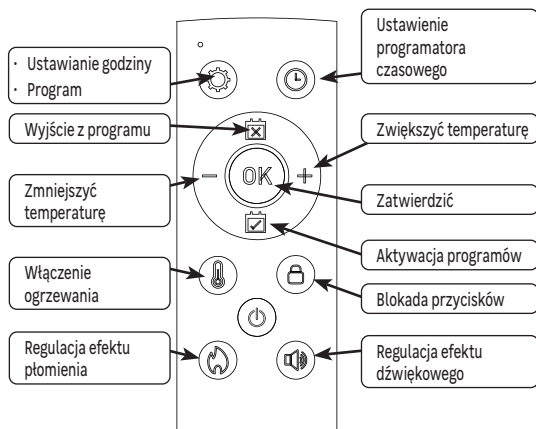 · Ustawianie godziny
· Program
Wyjście z programu
Zmniejszyć
temperaturę
Włączenie
ogrzewania
Regulacja efektu
płomienia
OK
Ustawienie
programatora
czasowego
Zwiększyć temperaturę
Zatwierdzić
Aktywacja programów
Blokada przycisków
Regulacja efektu
dźwiękowego